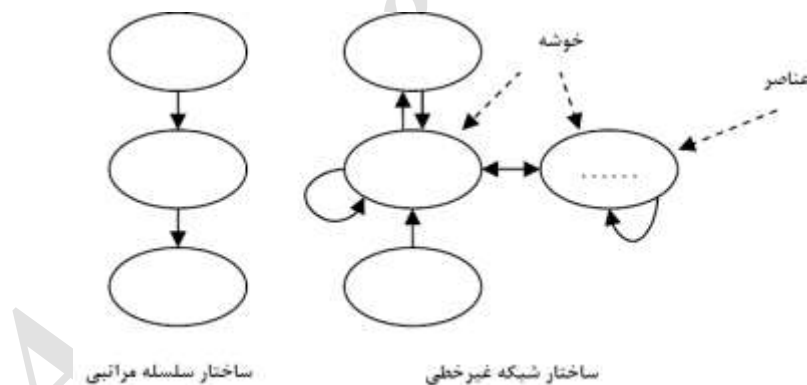 خوشه
عناصر
......
ساختار شبکه غیرخطی
ساختار سلسله مراتبی